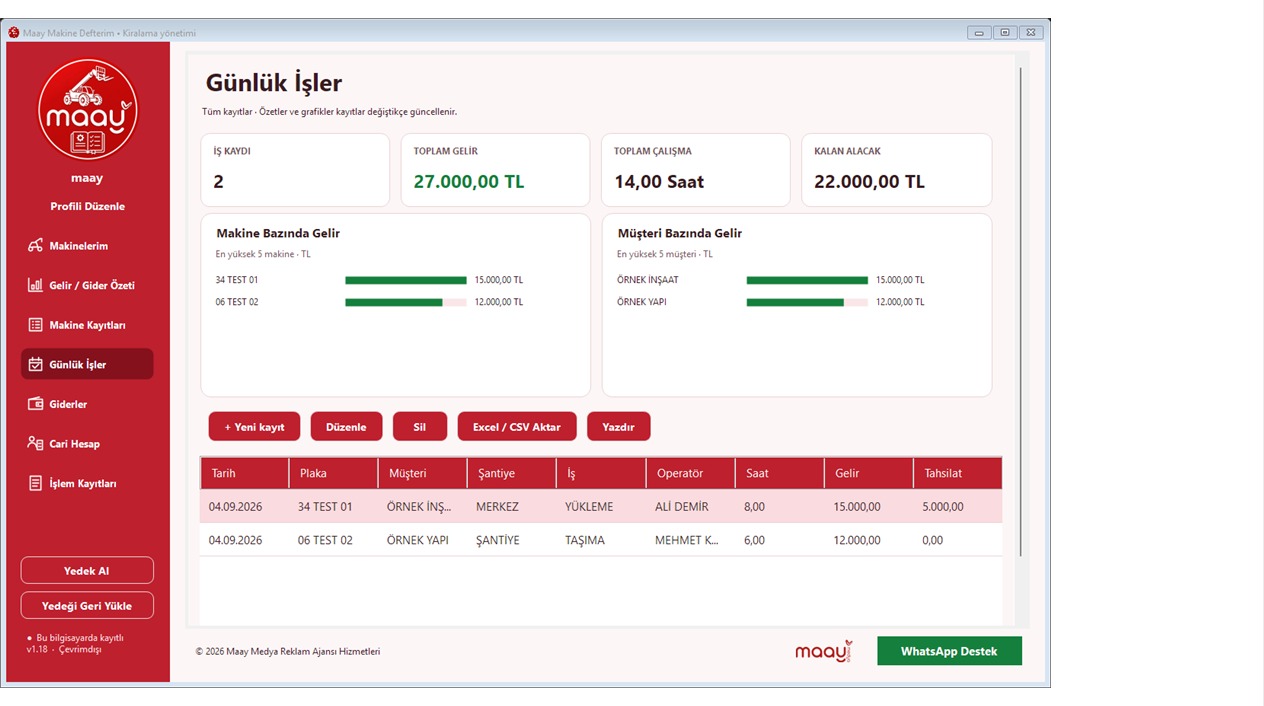 Maay Makine Defterim • Kiralama yönetimi
maay
maay
Profili Düzenle
Makinelerim
Gelir / Gider Özeti
Makine Kayıtları
Günlük İşler
Giderler
Cari Hesap
İşlem Kayıtları
Yedek Al
Yedeği Geri Yükle
● Bu bilgisayarda kayıtlı
v1.18 · Çevrimdışı
Günlük İşler
Tüm kayıtlar · Özetler ve grafikler kayıtlar değiştikçe güncellenir.
İŞ KAYDI
2
TOPLAM GELİR
27.000,00 TL
TOPLAM ÇALIŞMA
14,00 Saat
KALAN ALACAK
22.000,00 TL
Makine Bazında Gelir
En yüksek 5 makine · TL
34 TEST 01 15.000,00 TL
06 TEST 02 12.000,00 TL
Müşteri Bazında Gelir
En yüksek 5 müşteri · TL
ÖRNEK İNŞAAT 15.000,00 TL
ÖRNEK YAPI 12.000,00 TL
+ Yeni kayıt Düzenle Sil Excel / CSV Aktar Yazdır
Tarih Plaka Müşteri Şantiye İş Operatör Saat Gelir Tahsilat
04.09.2026 34 TEST 01 ÖRNEK İNŞ... MERKEZ YÜKLEME ALİ DEMİR 8,00 15.000,00 5.000,00
04.09.2026 06 TEST 02 ÖRNEK YAPI ŞANTİYE TAŞIMA MEHMET K... 6,00 12.000,00 0,00
© 2026 Maay Medya Reklam Ajansı Hizmetleri
maay
WhatsApp Destek